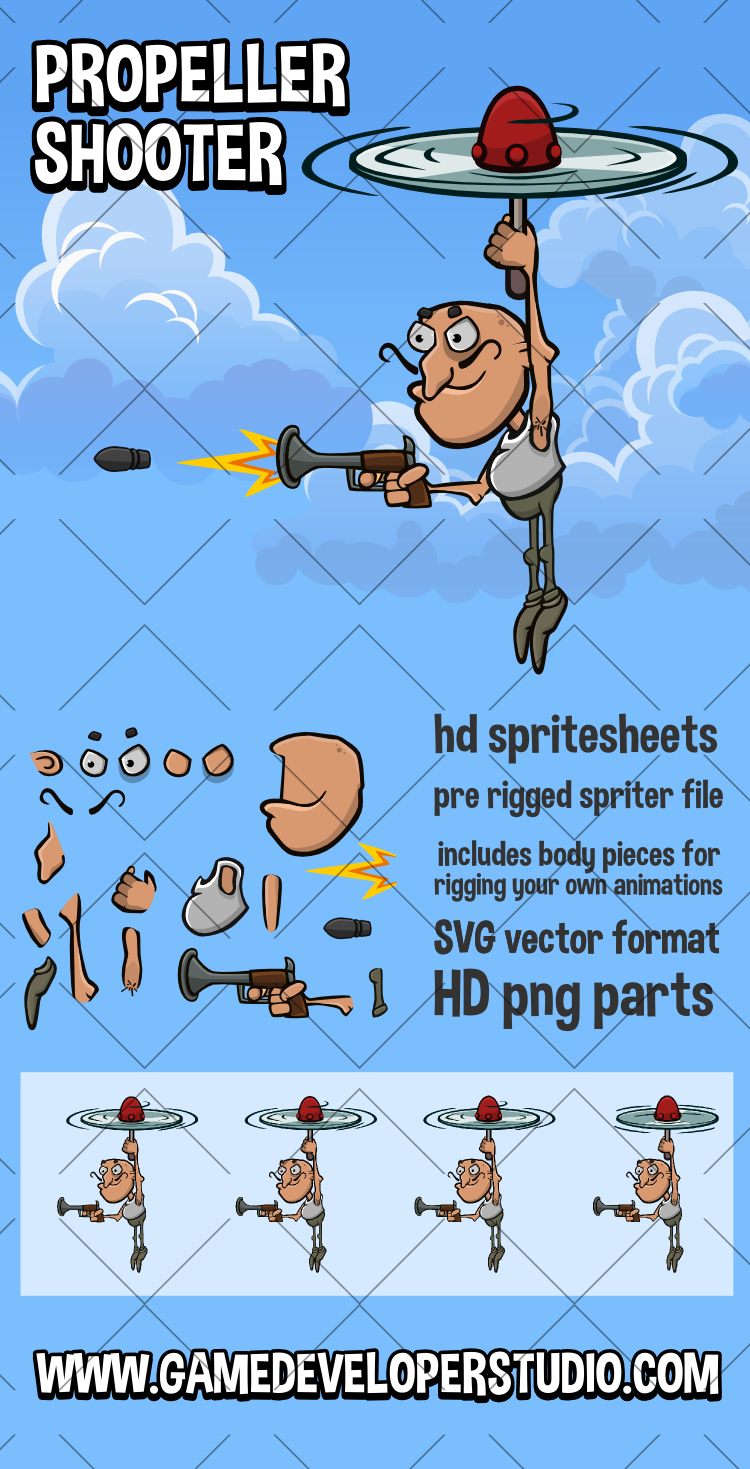 PROPELLER
SHOOTER
hd spritesheets
pre rigged spriter file
includes body pieces for
rigging your own animations
SVG vector format
HD png parts
WWW.GAMEDEVELOPERSTUDIO.COM